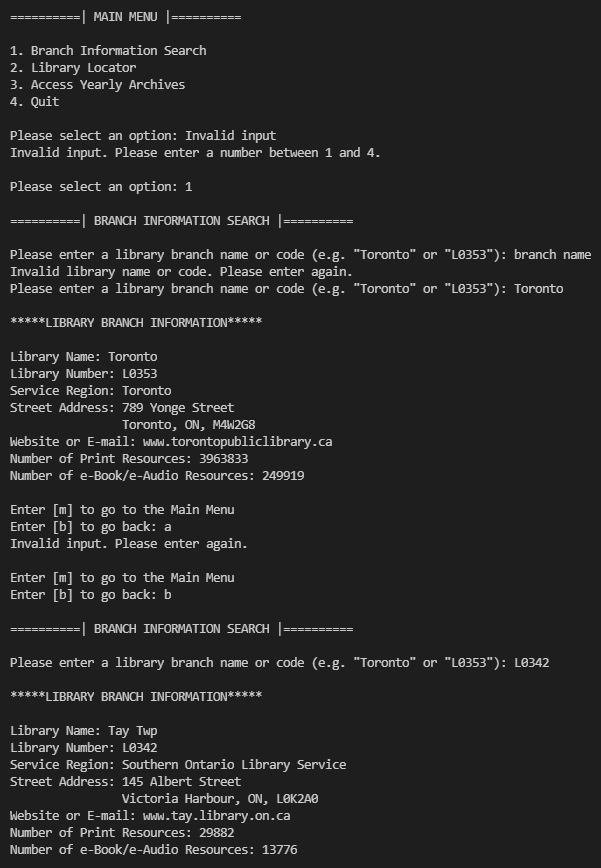 ==========| MAIN MENU |==========
1. Branch Information Search
2. Library Locator
3. Access Yearly Archives
4. Quit
Please select an option: Invalid input
Invalid input. Please enter a number between 1 and 4.
Please select an option: 1
==========| BRANCH INFORMATION SEARCH |==========
Please enter a library branch name or code (e.g. "Toronto" or "L0353"): branch name
Invalid library name or code. Please enter again.
Please enter a library branch name or code (e.g. "Toronto" or "L0353"): Toronto
*****LIBRARY BRANCH INFORMATION*****
Library Name: Toronto
Library Number: L0353
Service Region: Toronto
Street Address: 789 Yonge Street
Toronto, ON, M4W2G8
Website or E-mail: www.torontopubliclibrary.ca
Number of Print Resources: 3963833
Number of e-Book/e-Audio Resources: 249919
Enter [m] to go to the Main Menu
Enter [b] to go back: a
Invalid input. Please enter again.
Enter [m] to go to the Main Menu
Enter [b] to go back: b
==========| BRANCH INFORMATION SEARCH |==========
Please enter a library branch name or code (e.g. "Toronto" or "L0353"): L0342
*****LIBRARY BRANCH INFORMATION*****
Library Name: Tay Twp
Library Number: L0342
Service Region: Southern Ontario Library Service
Street Address: 145 Albert Street
Victoria Harbour, ON, L0K2A0
Website or E-mail: www.tay.library.on.ca
Number of Print Resources: 29882
Number of e-Book/e-Audio Resources: 13776